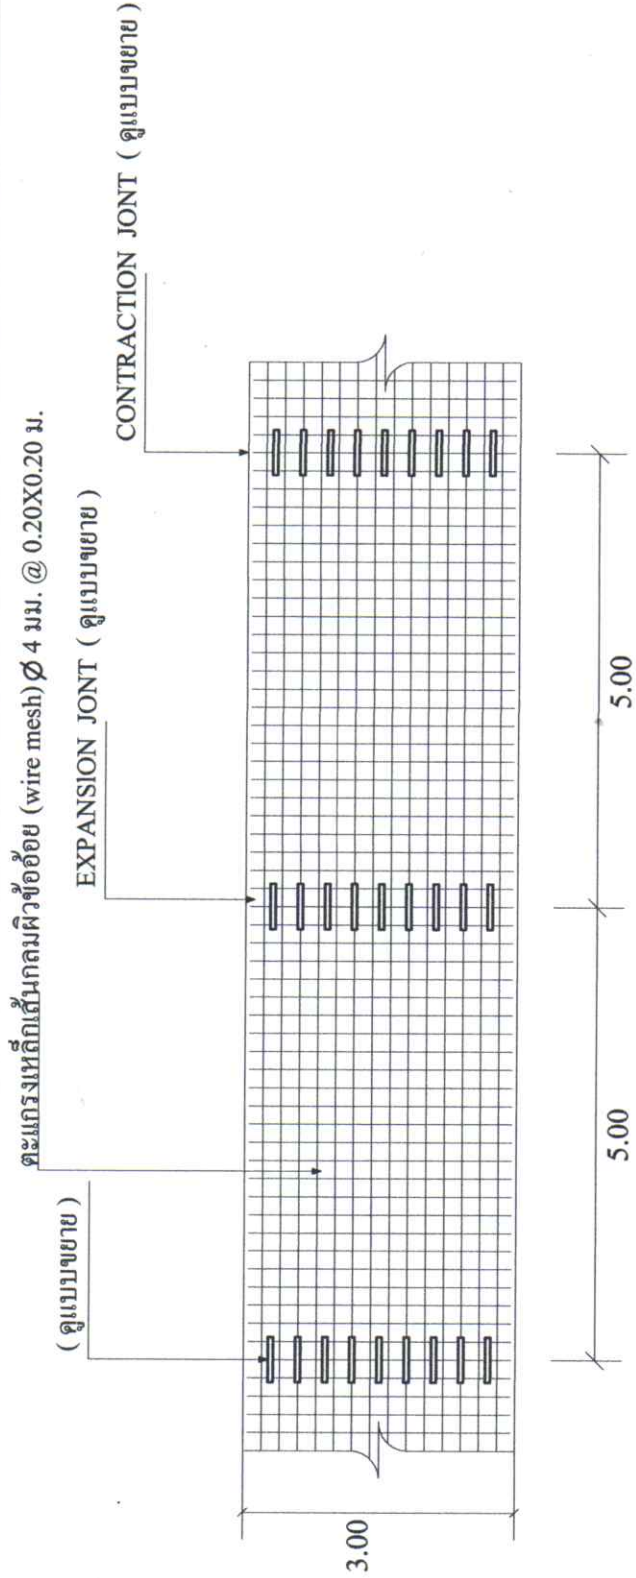 ตะแกรงเหล็กเส้นกลมผิวข้ออ้อย (wire mesh) Ø 4 มม. @ 0.20X0.20 ม.
( ดูแบบขยาย )
EXPANSION JONT ( ดูแบบขยาย )
CONTRACTION JONT ( ดูแบบขยาย )
3.00
5.00
5.00